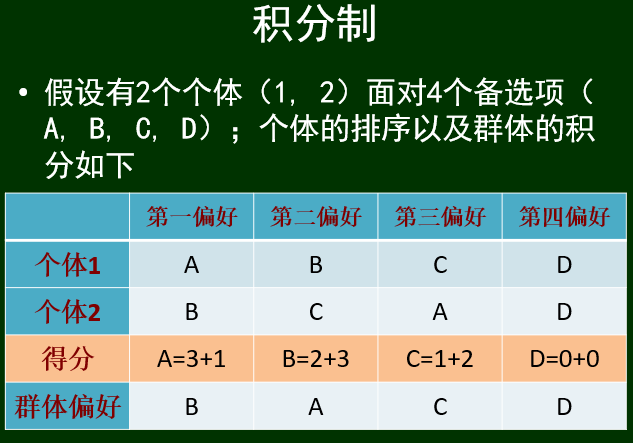 积分制
• 假设有2个个体（1, 2）面对4个备选项（
A, B, C, D）；个体的排序以及群体的积
分如下
第一偏好 第二偏好 第三偏好 第四偏好
个体1 A B C D
个体2 B C A D
得分 A=3+1 B=2+3 C=1+2 D=0+0
群体偏好 B A C D